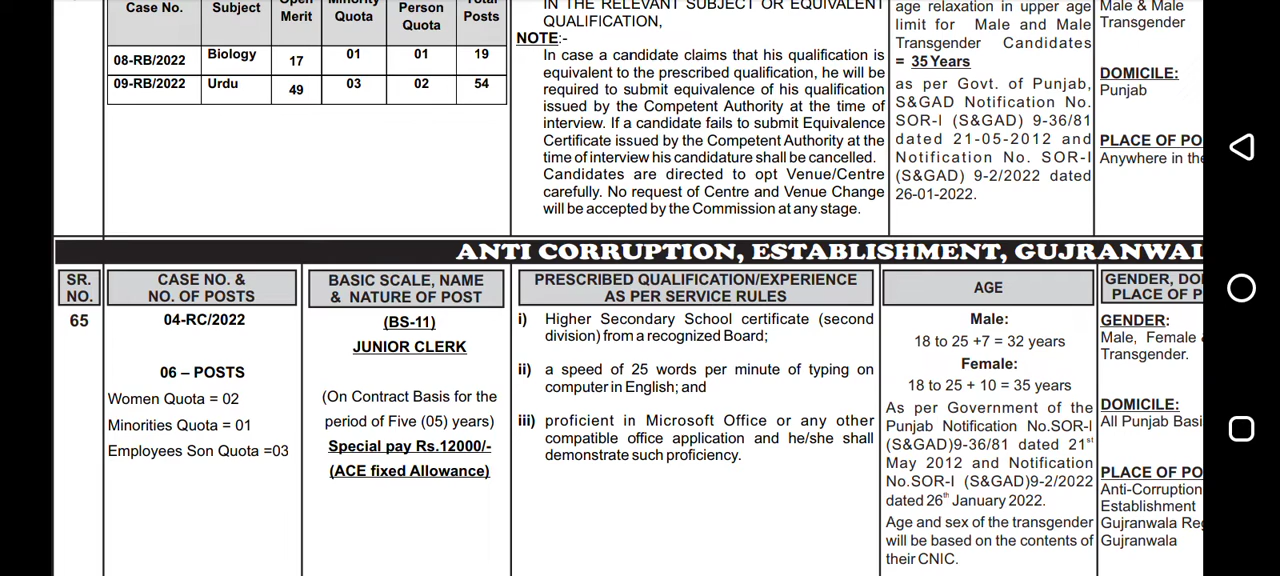 Case No.
Subject
Open
Merit
Minority
Quota
Person
Quota
Total
Posts
08-RB/2022 Biology 17 01 01 19
09-RB/2022 Urdu 49 03 02 54
IN THE RELEVANT SUBJECT OR EQUIVALENT
QUALIFICATION,
NOTE:-
In case a candidate claims that his qualification is
equivalent to the prescribed qualification, he will be
required to submit equivalence of his qualification
issued by the Competent Authority at the time of
interview. If a candidate fails to submit Equivalence
Certificate issued by the Competent Authority at the
time of interview his candidature shall be cancelled.
Candidates are directed to opt Venue/Centre
carefully. No request of Centre and Venue Change
will be accepted by the Commission at any stage.
age relaxation in upper age
limit for Male and Male
Transgender Candidates
= 35 Years
as per Govt. of Punjab,
S&GAD Notification No.
SOR-I (S&GAD) 9-36/81
dated 21-05-2012 and
Notification No. SOR-I
(S&GAD) 9-2/2022 dated
26-01-2022.
Male & Male
Transgender
DOMICILE:
Punjab
PLACE OF PO
Anywhere in the
ANTI CORRUPTION, ESTABLISHMENT, GUJRANWAL
SR.
NO.
CASE NO. &
NO. OF POSTS
BASIC SCALE, NAME
& NATURE OF POST
PRESCRIBED QUALIFICATION/EXPERIENCE
AS PER SERVICE RULES
AGE
GENDER, DO
PLACE OF P
65
04-RC/2022
06 – POSTS
Women Quota = 02
Minorities Quota = 01
Employees Son Quota =03
(BS-11)
JUNIOR CLERK
(On Contract Basis for the
period of Five (05) years)
Special pay Rs.12000/-
(ACE fixed Allowance)
i) Higher Secondary School certificate (second
division) from a recognized Board;
ii) a speed of 25 words per minute of typing on
computer in English; and
iii) proficient in Microsoft Office or any other
compatible office application and he/she shall
demonstrate such proficiency.
Male:
18 to 25 +7 = 32 years
Female:
18 to 25 + 10 = 35 years
As per Government of the
Punjab Notification No.SOR-I
(S&GAD)9-36/81 dated 21st
May 2012 and Notification
No.SOR-I (S&GAD)9-2/2022
dated 26th January 2022.
Age and sex of the transgender
will be based on the contents of
their CNIC.
GENDER:
Male, Female &
Transgender.
DOMICILE:
All Punjab Basi
PLACE OF PO
Anti-Corruption
Establishment
Gujranwala Reg
Gujranwala